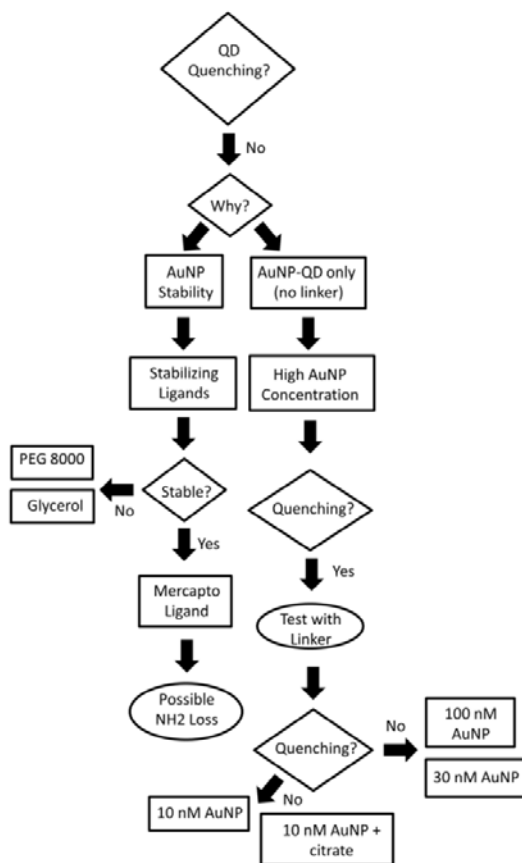 QD
Quenching?
No
Why?
AuNP
Stability
AuNP-QD only
(no linker)
Stabilizing
Ligands
High AuNP
Concentration
PEG 8000
Glycerol
No
Stable?
Quenching?
Yes
Yes
Mercapto
Ligand
Test with
Linker
Possible
NH2 Loss
Quenching?
No
100 nM
AuNP
30 nM AuNP
No
10 nM AuNP
10 nM AuNP +
citrate